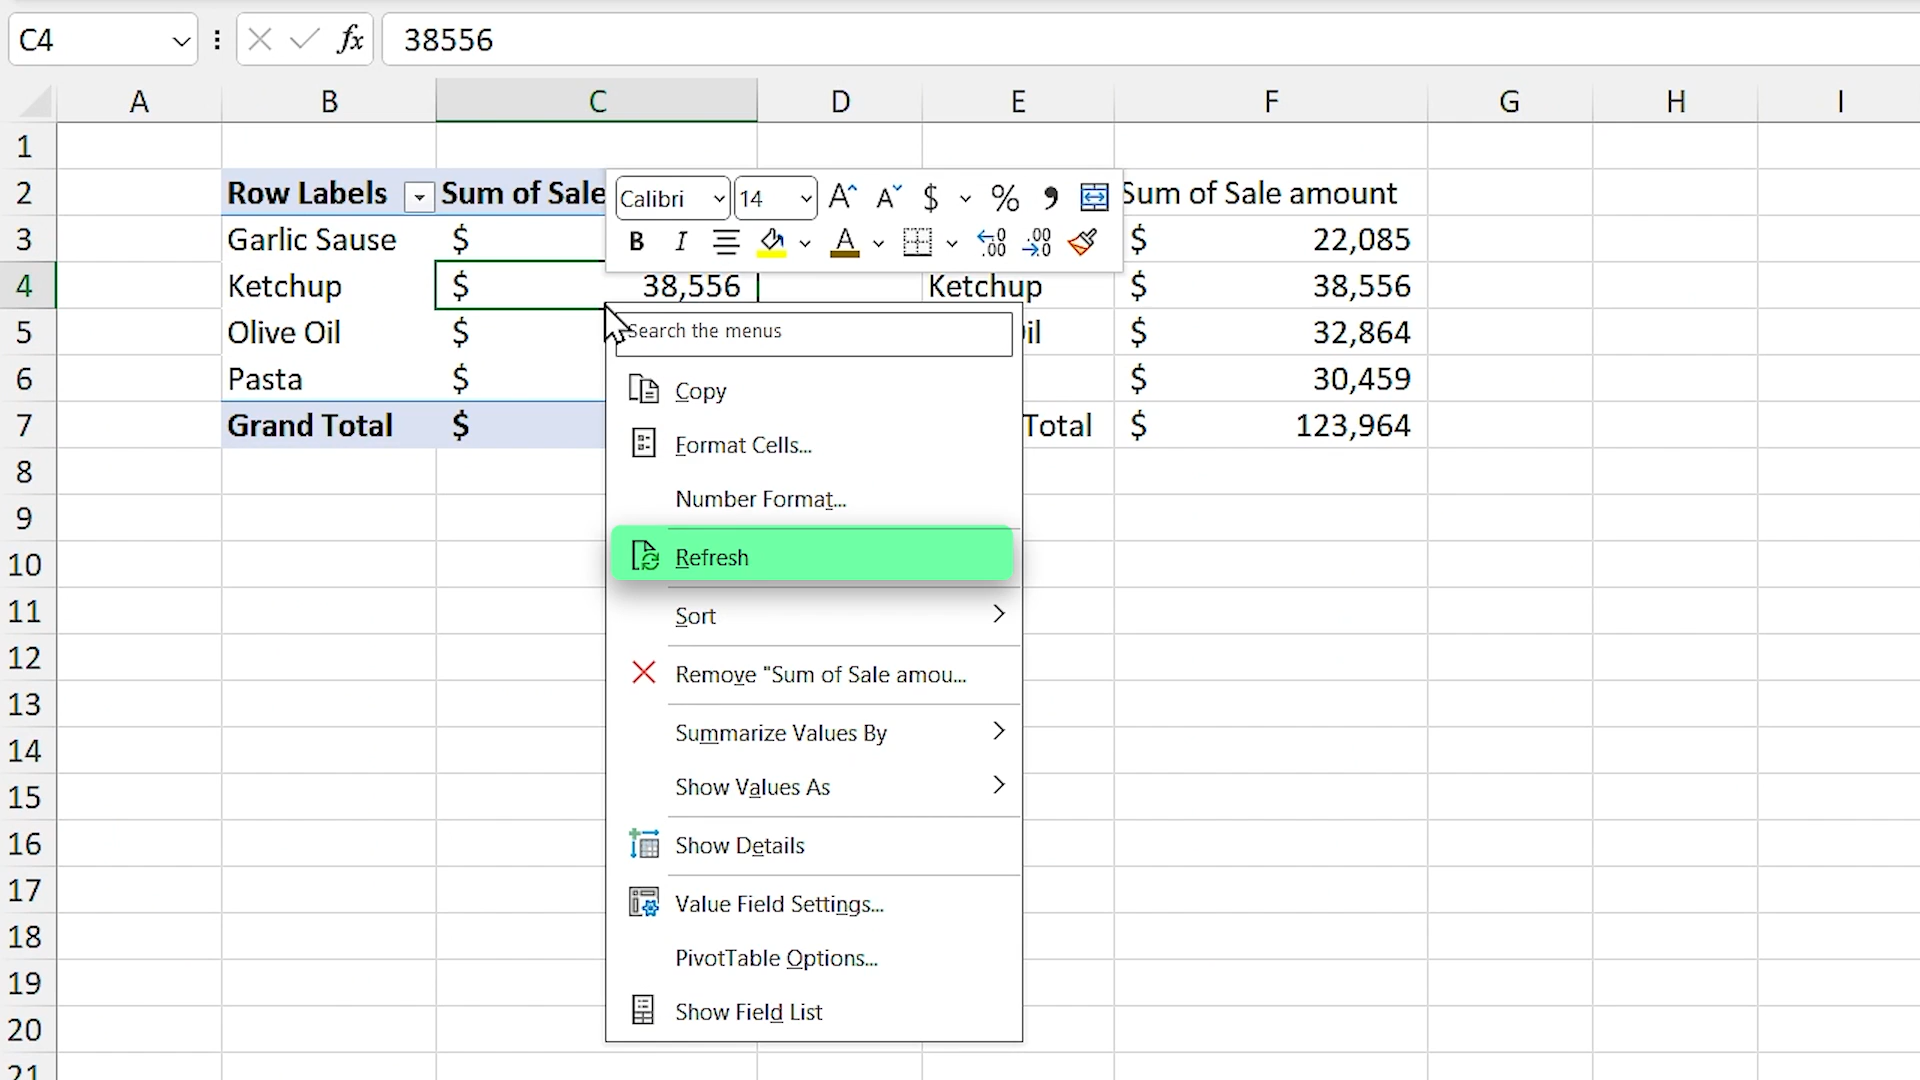 C4 fx 38556
A B C D E F G H I
1
2 Row Labels Sum of Sale Sum of Sale amount
Calibri 14 $ % ,
B I A .00 .00
3 Garlic Sause $ $ 22,085
4 Ketchup $ 38,556 Ketchup $ 38,556
5 Olive Oil $ il $ 32,864
6 Pasta $ $ 30,459
7 Grand Total $ Total $ 123,964
8
9
10
11
12
13
14
15
16
17
18
19
20
21
Search the menus
Copy
Format Cells...
Number Format...
Refresh
Sort
Remove "Sum of Sale amou...
Summarize Values By
Show Values As
Show Details
Value Field Settings...
PivotTable Options...
Show Field List